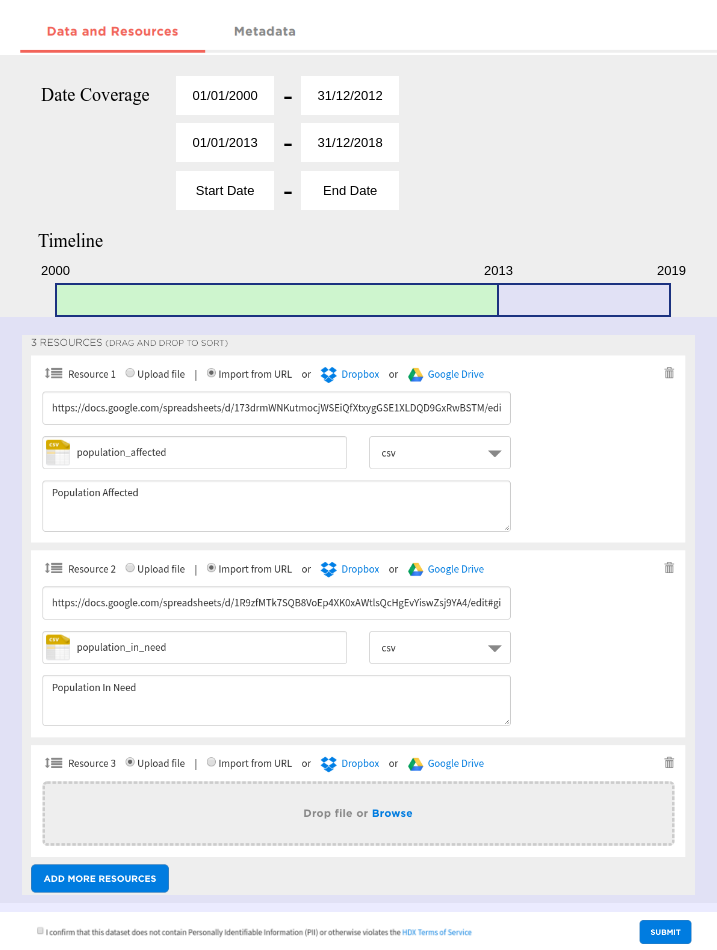 Data and Resources Metadata
Date Coverage 01/01/2000 - 31/12/2012
01/01/2013 - 31/12/2018
Start Date - End Date
Timeline
2000 2013 2019
3 RESOURCES (DRAG AND DROP TO SORT)
Resource 1 Upload file | Import from URL or Dropbox or Google Drive
https://docs.google.com/spreadsheets/d/173drmWNKutmocjWSEiQfXtxygGSE1XLDQD9GxRwBSTM/edi
csv population_affected csv
Population Affected
Resource 2 Upload file | Import from URL or Dropbox or Google Drive
https://docs.google.com/spreadsheets/d/1R9zfMTk7SQB8VoEp4XK0xAWtlsQcHgEvYiswZsj9YA4/edit#gi
csv population_in_need csv
Population In Need
Resource 3 Upload file | Import from URL or Dropbox or Google Drive
Drop file or Browse
ADD MORE RESOURCES
I confirm that this dataset does not contain Personally Identifiable Information (PII) or otherwise violates the HDX Terms of Service SUBMIT